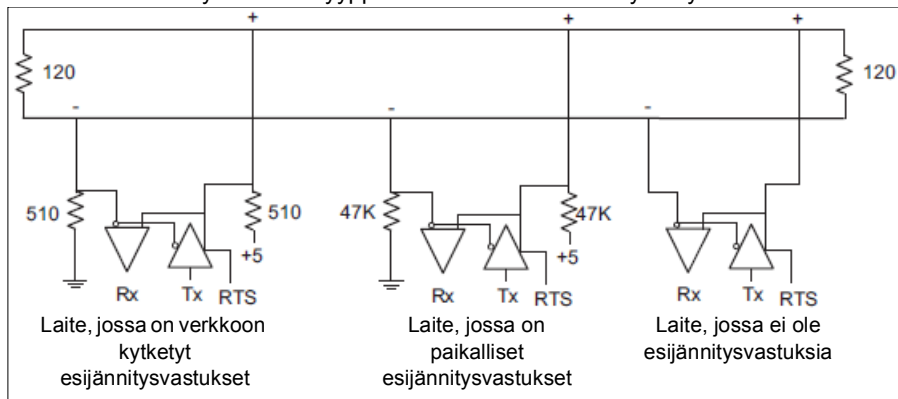 + + +
120
120
- - -
510
510
47K
47K
+5
+5
Rx Tx RTS
Rx Tx RTS
Rx Tx RTS
Laite, jossa on verkkoon
kytketyt
esijännitysvastukset
Laite, jossa on
paikalliset
esijännitysvastukset
Laite, jossa ei ole
esijännitysvastuksia